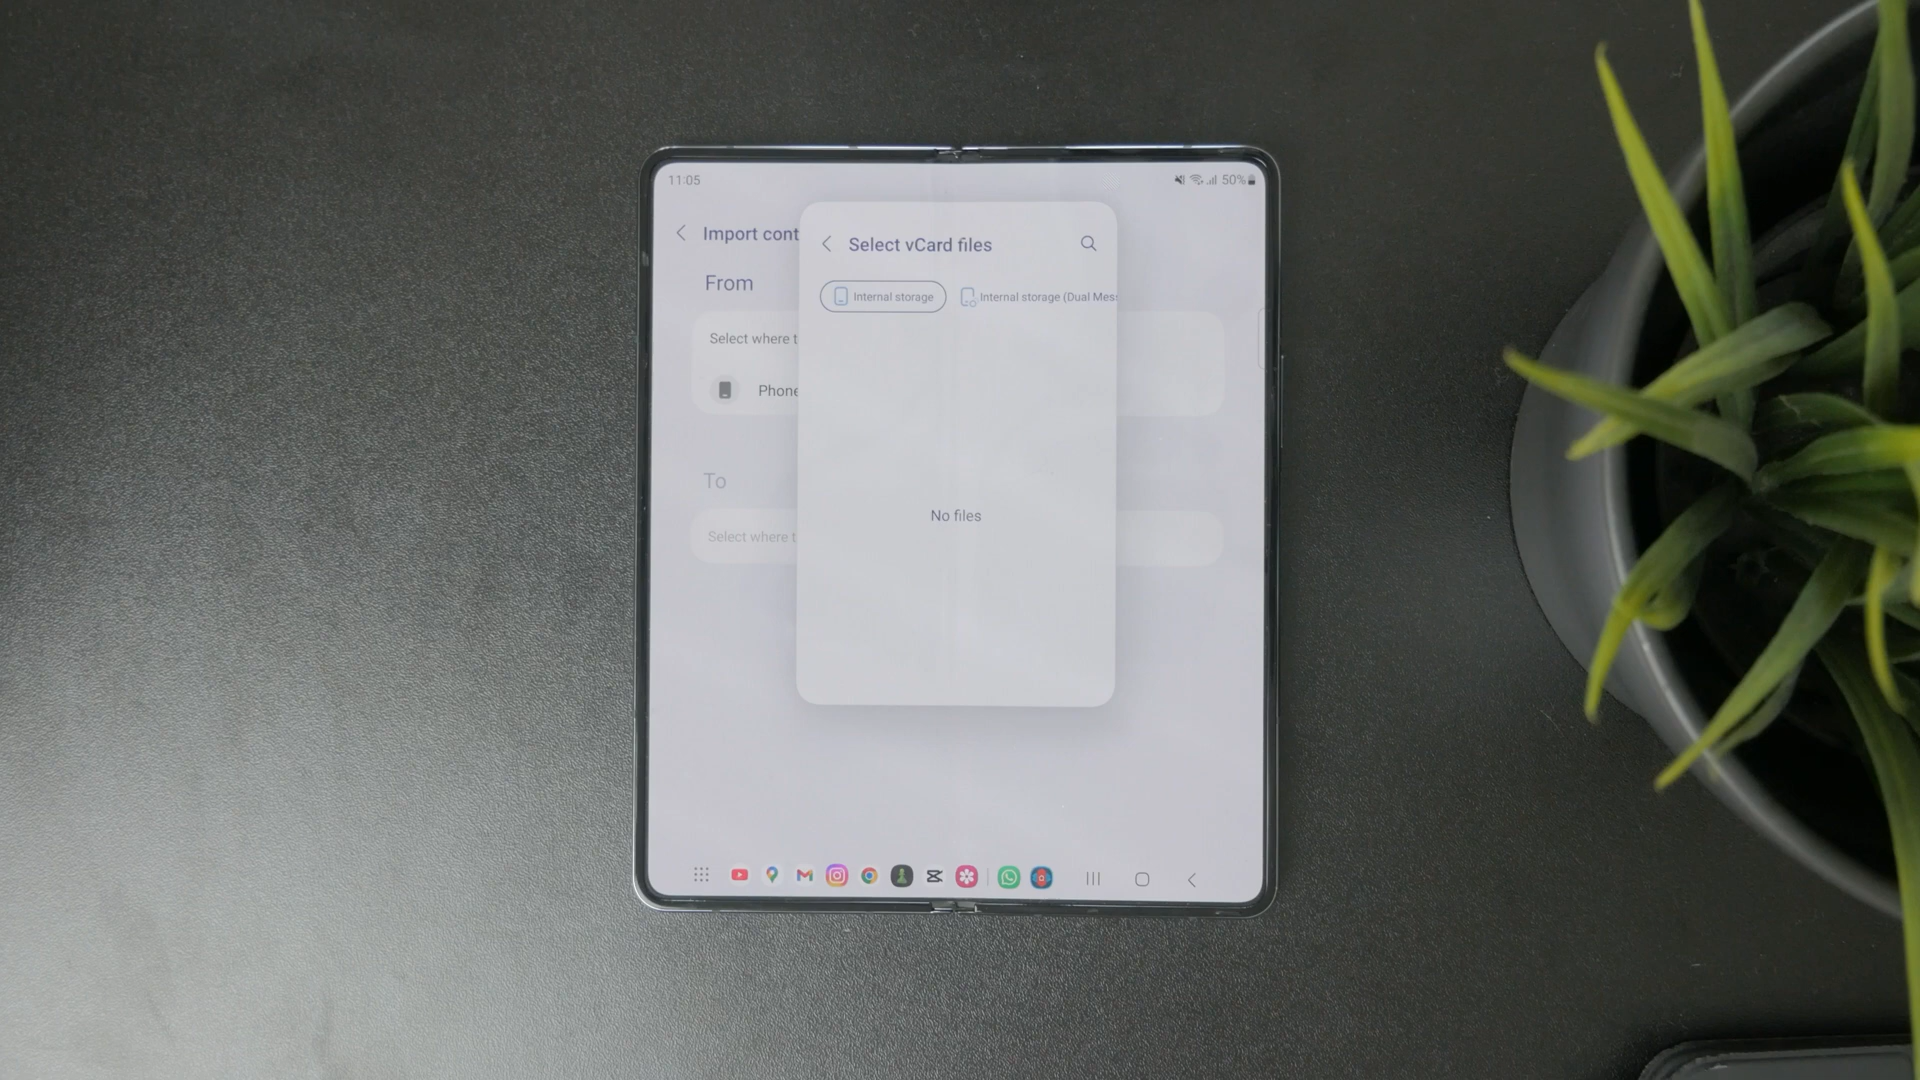 11:05
50%
Import cont
From
Select where t
Phone
To
Select where t
Select vCard files
Internal storage
Internal storage (Dual Mes
No files